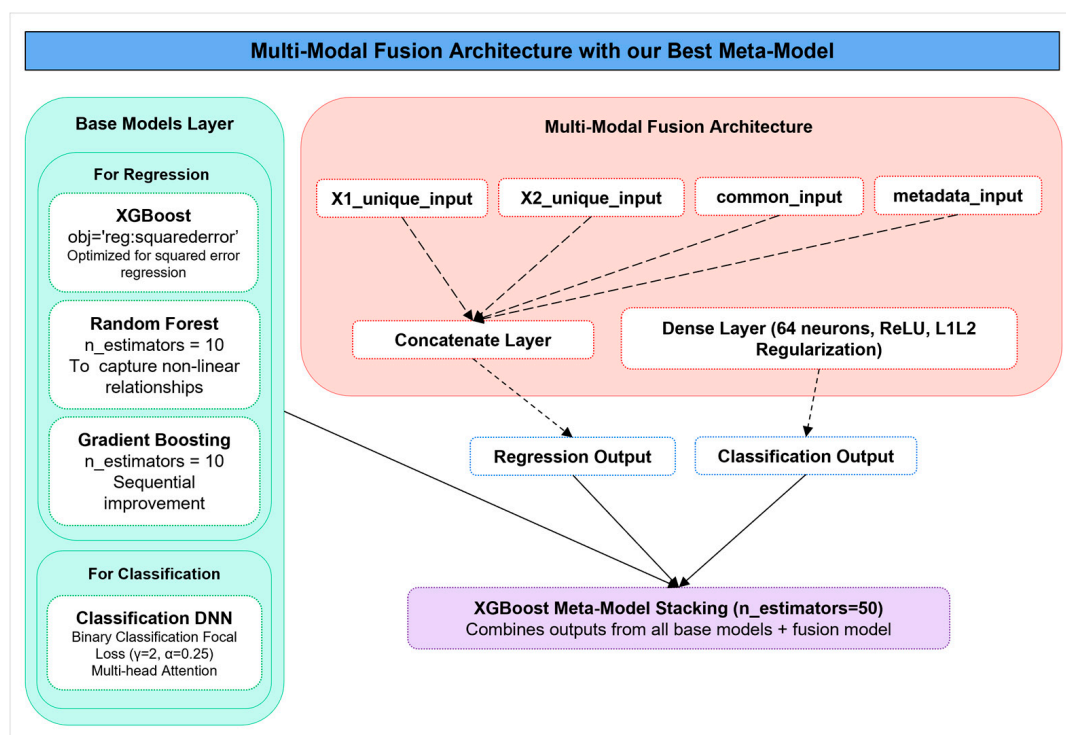 Multi-Modal Fusion Architecture with our Best Meta-Model
Base Models Layer
For Regression
XGBoost
obj='reg:squarederror’
Optimized for squared error
regression
Random Forest
n_estimators = 10
To capture non-linear
relationships
Gradient Boosting
n_estimators = 10
Sequential
improvement
For Classification
Classification DNN
Binary Classification Focal
Loss (γ=2, α=0.25)
Multi-head Attention
Multi-Modal Fusion Architecture
X1_unique_input
X2_unique_input
common_input
metadata_input
Concatenate Layer
Dense Layer (64 neurons, ReLU, L1L2
Regularization)
Regression Output
Classification Output
XGBoost Meta-Model Stacking (n_estimators=50)
Combines outputs from all base models + fusion model